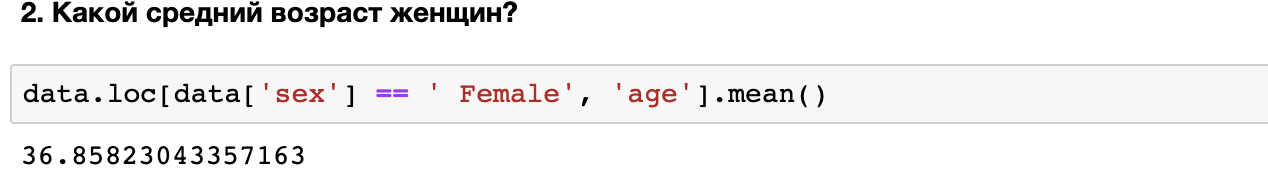 2. Какой средний возраст женщин?
data.loc[data['sex'] == ' Female', 'age'].mean()
36.85823043357163